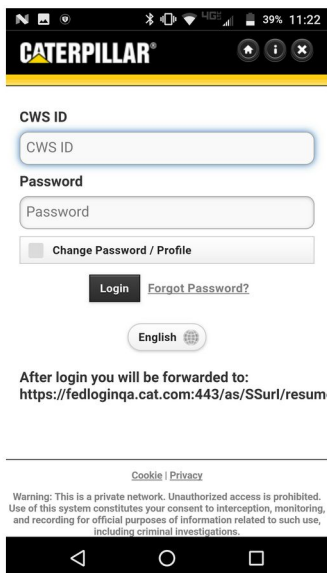 39% 11:22
CATERPILLAR®
CWS ID
CWS ID
Password
Password
Change Password / Profile
Login Forgot Password?
English
After login you will be forwarded to:
https://fedloginqa.cat.com:443/as/SSurl/resum
Cookie | Privacy
Warning: This is a private network. Unauthorized access is prohibited.
Use of this system constitutes your consent to interception, monitoring,
and recording for official purposes of information related to such use,
including criminal investigations.